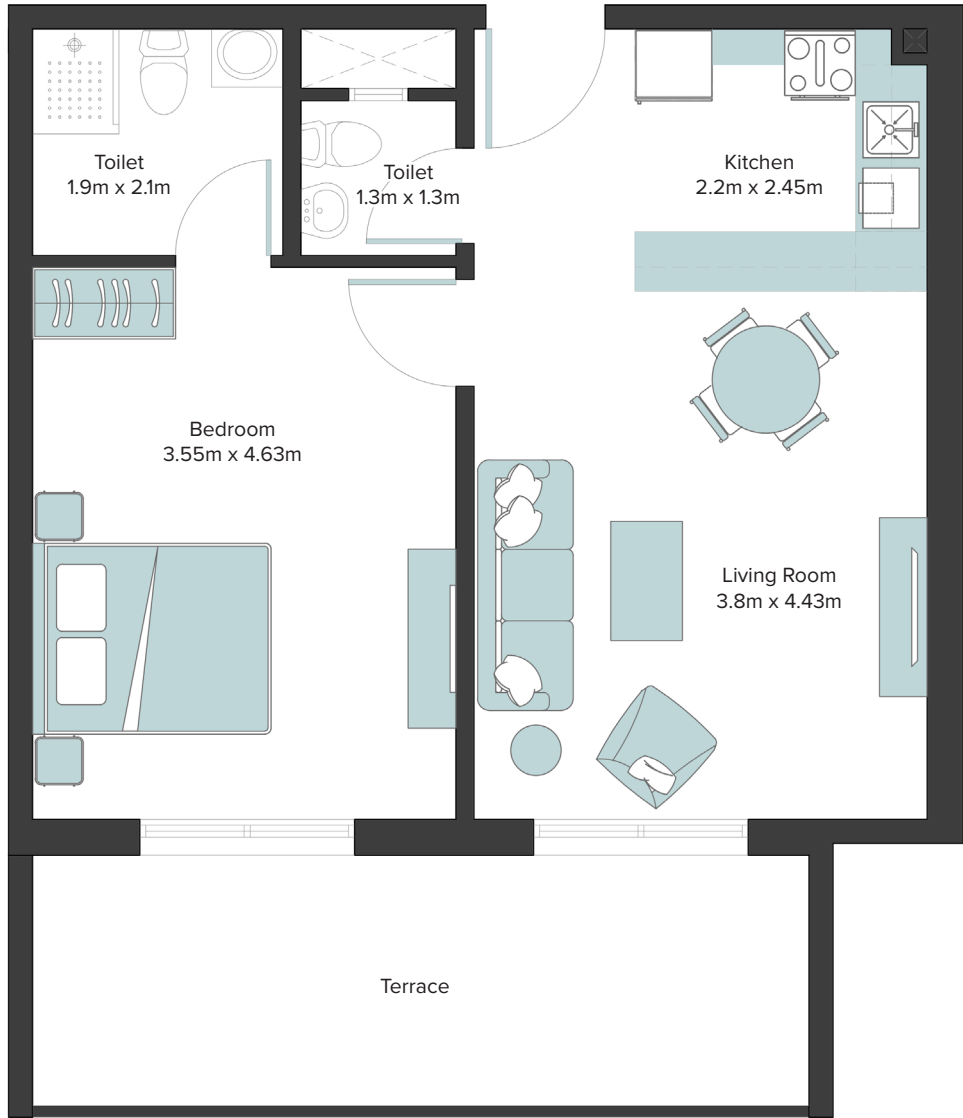 Toilet
1.9m x 2.1m
Toilet
1.3m x 1.3m
Kitchen
2.2m x 2.45m
Bedroom
3.55m x 4.63m
Living Room
3.8m x 4.43m
Terrace